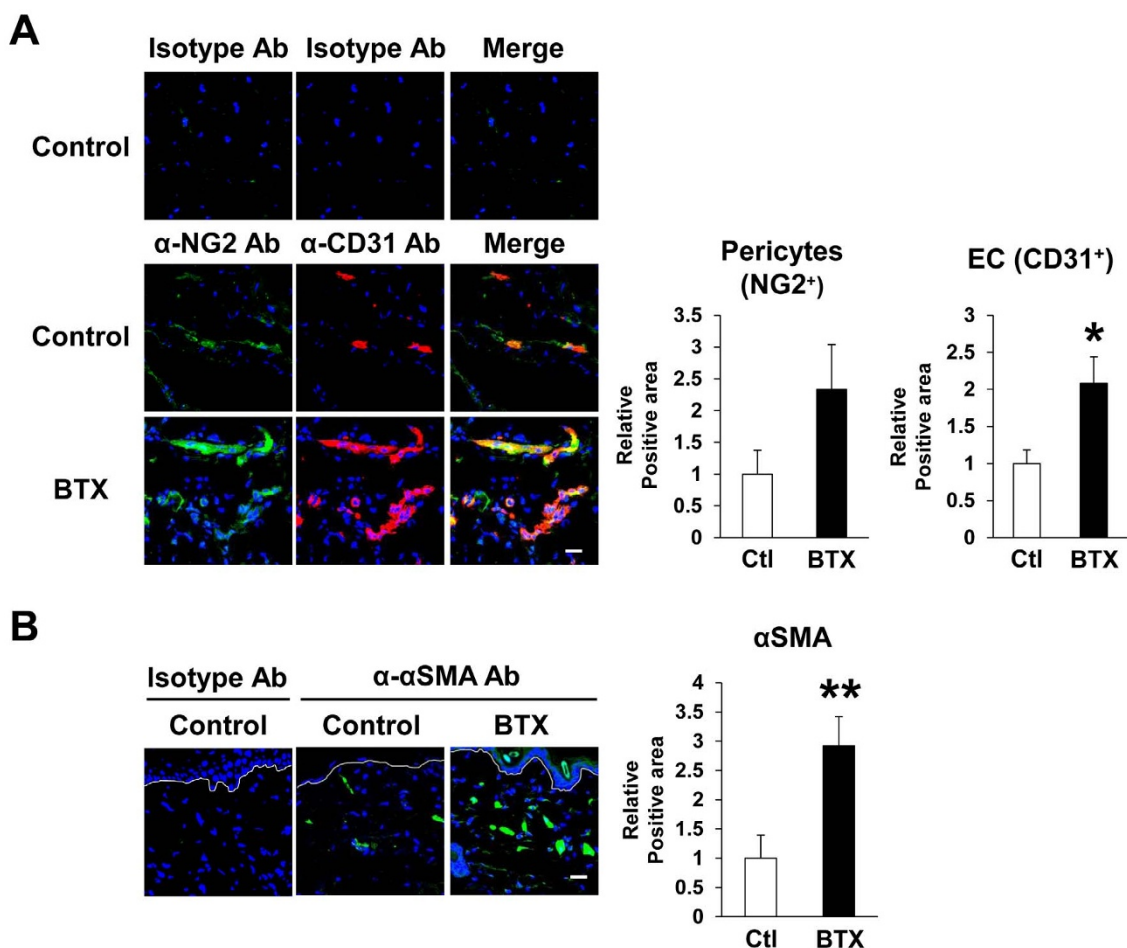 A
Isotype Ab Isotype Ab Merge
Control
α-NG2 Ab α-CD31 Ab Merge
Control
BTX
Pericytes
(NG2⁺)
Relative
Positive area
3.5
3
2.5
2
1.5
1
0.5
0
Ctl BTX
EC (CD31⁺)
Relative
Positive area
3
2.5
2
1.5
1
0.5
0
*
Ctl BTX
B
Isotype Ab α-αSMA Ab
Control Control BTX
αSMA
Relative
Positive area
4
3.5
3
2.5
2
1.5
1
0.5
0
**
Ctl BTX